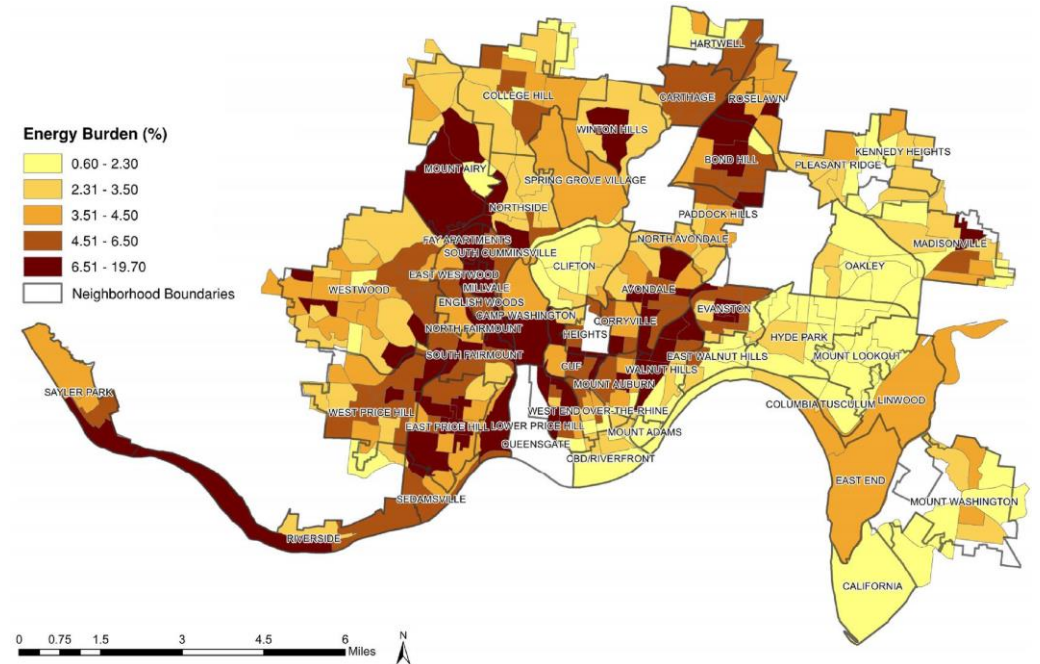 HARTWELL
COLLEGE HILL
CARTHAGE
ROSELAWN
Energy Burden (%)
0.60 - 2.30
2.31 - 3.50
3.51 - 4.50
4.51 - 6.50
6.51 - 19.70
Neighborhood Boundaries
WINTON HILLS
KENNEDY HEIGHTS
BOND HILL
PLEASANT RIDGE
MOUNT AIRY
SPRING GROVE VILLAGE
NORTHSIDE
PADDOCK HILLS
FAY APARTMENTS
NORTH AVONDALE
MADISONVILLE
SOUTH CUMMINSVILLE
CLIFTON
OAKLEY
EAST WESTWOOD
WESTWOOD
MILLVALE
AVONDALE
ENGLISH WOODS
EVANSTON
CAMP WASHINGTON
CORRYVILLE
NORTH FAIRMOUNT
HEIGHTS
HYDE PARK
SOUTH FAIRMOUNT
EAST WALNUT HILLS
MOUNT LOOKOUT
CUF
WALNUT HILLS
MOUNT AUBURN
SAYLER PARK
LINWOOD
COLUMBIA TUSCULUM
WEST PRICE HILL
WEST END
OVER-THE-RHINE
EAST PRICE HILL
LOWER PRICE HILL
MOUNT ADAMS
QUEENSGATE
CBD/RIVERFRONT
EAST END
SEDAMSVILLE
MOUNT WASHINGTON
RIVERSIDE
CALIFORNIA
0 0.75 1.5 3 4.5 6
Miles
N